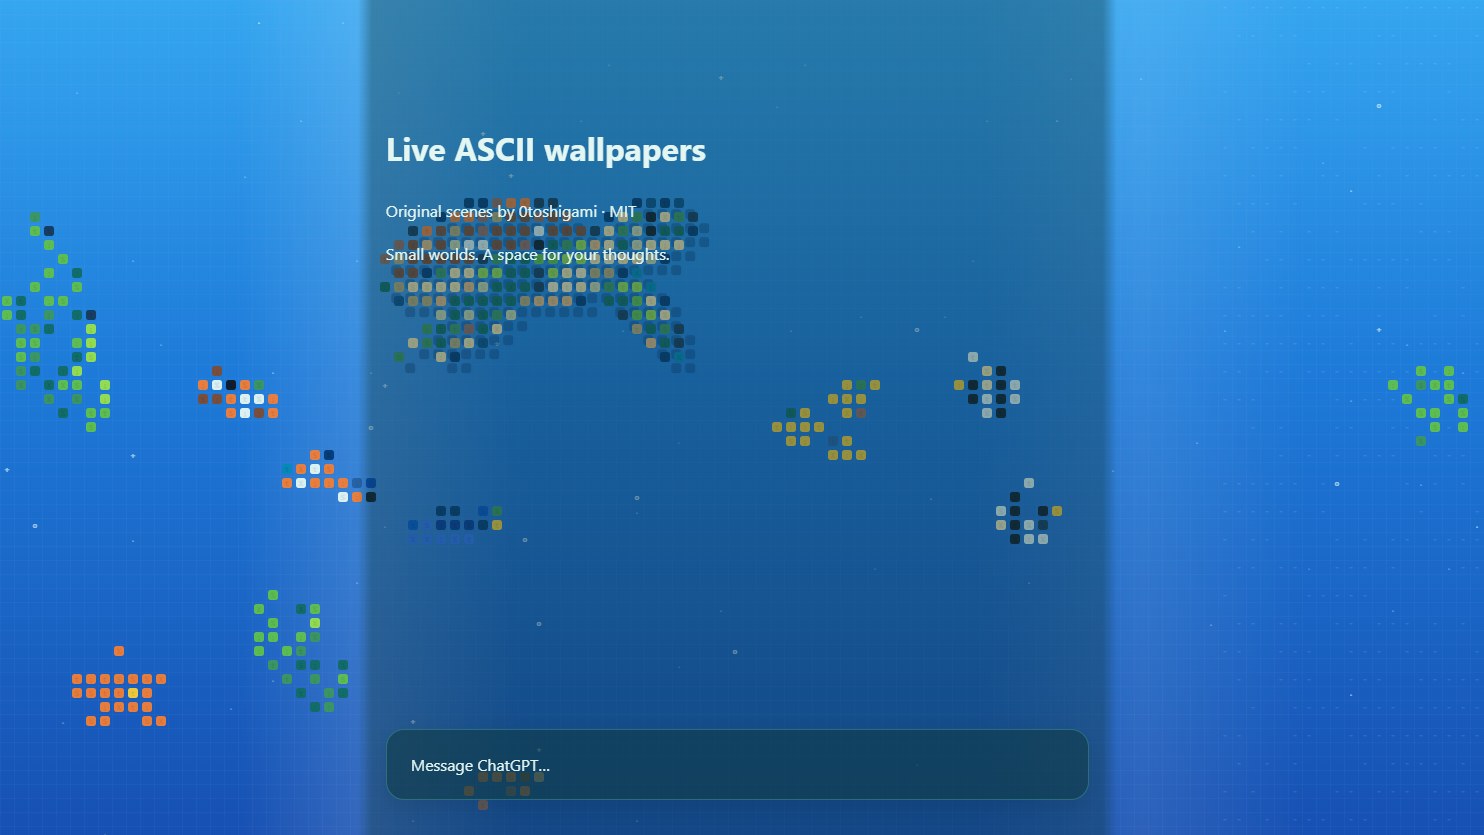 Live ASCII wallpapers
Original scenes by 0toshigami · MIT
Small worlds. A space for your thoughts.
Message ChatGPT...